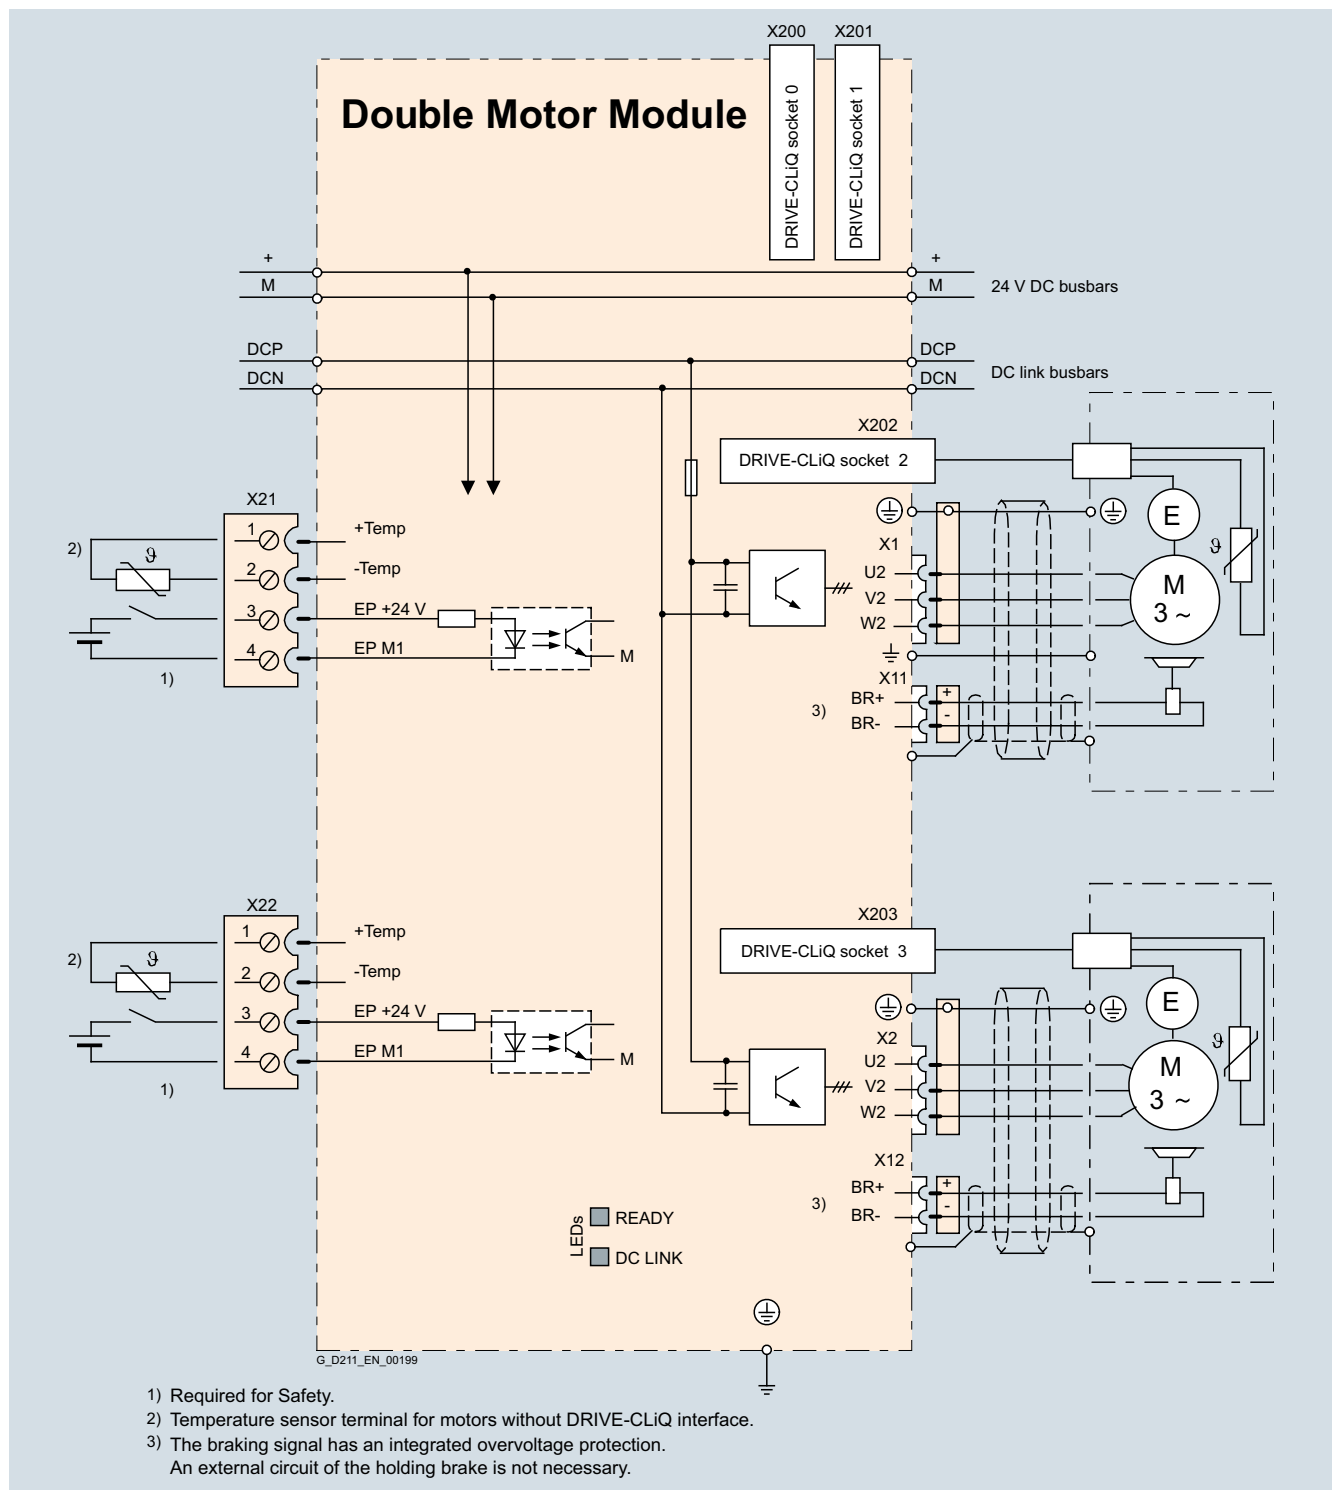 X200 X201
DRIVE-CLiQ socket 0
DRIVE-CLiQ socket 1
Double Motor Module
+ +
M M 24 V DC busbars
DCP DCP
DCN DCN DC link busbars
X202
DRIVE-CLiQ socket 2
X21
1 +Temp
2) ϑ
2 -Temp
3 EP +24 V
4 EP M1
M
1)
E
X1
ϑ
U2
V2
W2
M
3 ~
X11
3) BR+ +
BR- -
X22
1 +Temp
2) ϑ
2 -Temp
3 EP +24 V
4 EP M1
M
1)
X203
DRIVE-CLiQ socket 3
E
X2
ϑ
U2
V2
W2
M
3 ~
X12
3) BR+ +
BR- -
LEDs
READY
DC LINK
G_D211_EN_00199
1) Required for Safety.
2) Temperature sensor terminal for motors without DRIVE-CLiQ interface.
3) The braking signal has an integrated overvoltage protection.
An external circuit of the holding brake is not necessary.